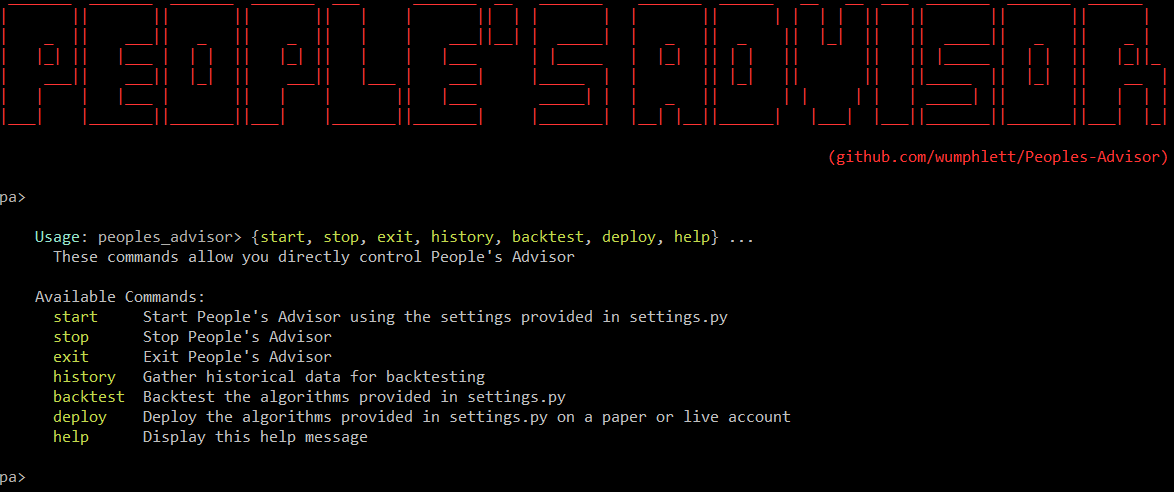 PEOPLE'S ADVISOR
(github.com/wumphlett/Peoples-Advisor)
pa>
Usage: peoples_advisor> {start, stop, exit, history, backtest, deploy, help} ...
These commands allow you directly control People's Advisor
Available Commands:
start Start People's Advisor using the settings provided in settings.py
stop Stop People's Advisor
exit Exit People's Advisor
history Gather historical data for backtesting
backtest Backtest the algorithms provided in settings.py
deploy Deploy the algorithms provided in settings.py on a paper or live account
help Display this help message
pa>